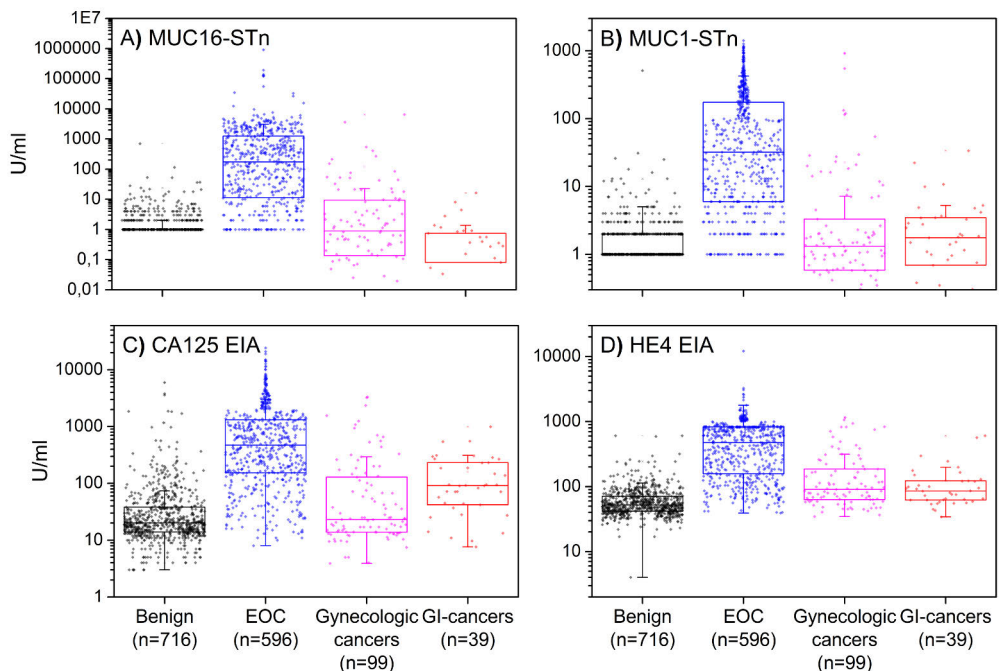 A) MUC16-STn
1E7
1000000
100000
10000
1000
100
10
1
0,1
0,01
U/ml
B) MUC1-STn
1000
100
10
1
C) CA125 EIA
10000
1000
100
10
1
U/ml
D) HE4 EIA
10000
1000
100
10
Benign
(n=716)
EOC
(n=596)
Gynecologic
cancers
(n=99)
GI-cancers
(n=39)
Benign
(n=716)
EOC
(n=596)
Gynecologic
cancers
(n=99)
GI-cancers
(n=39)